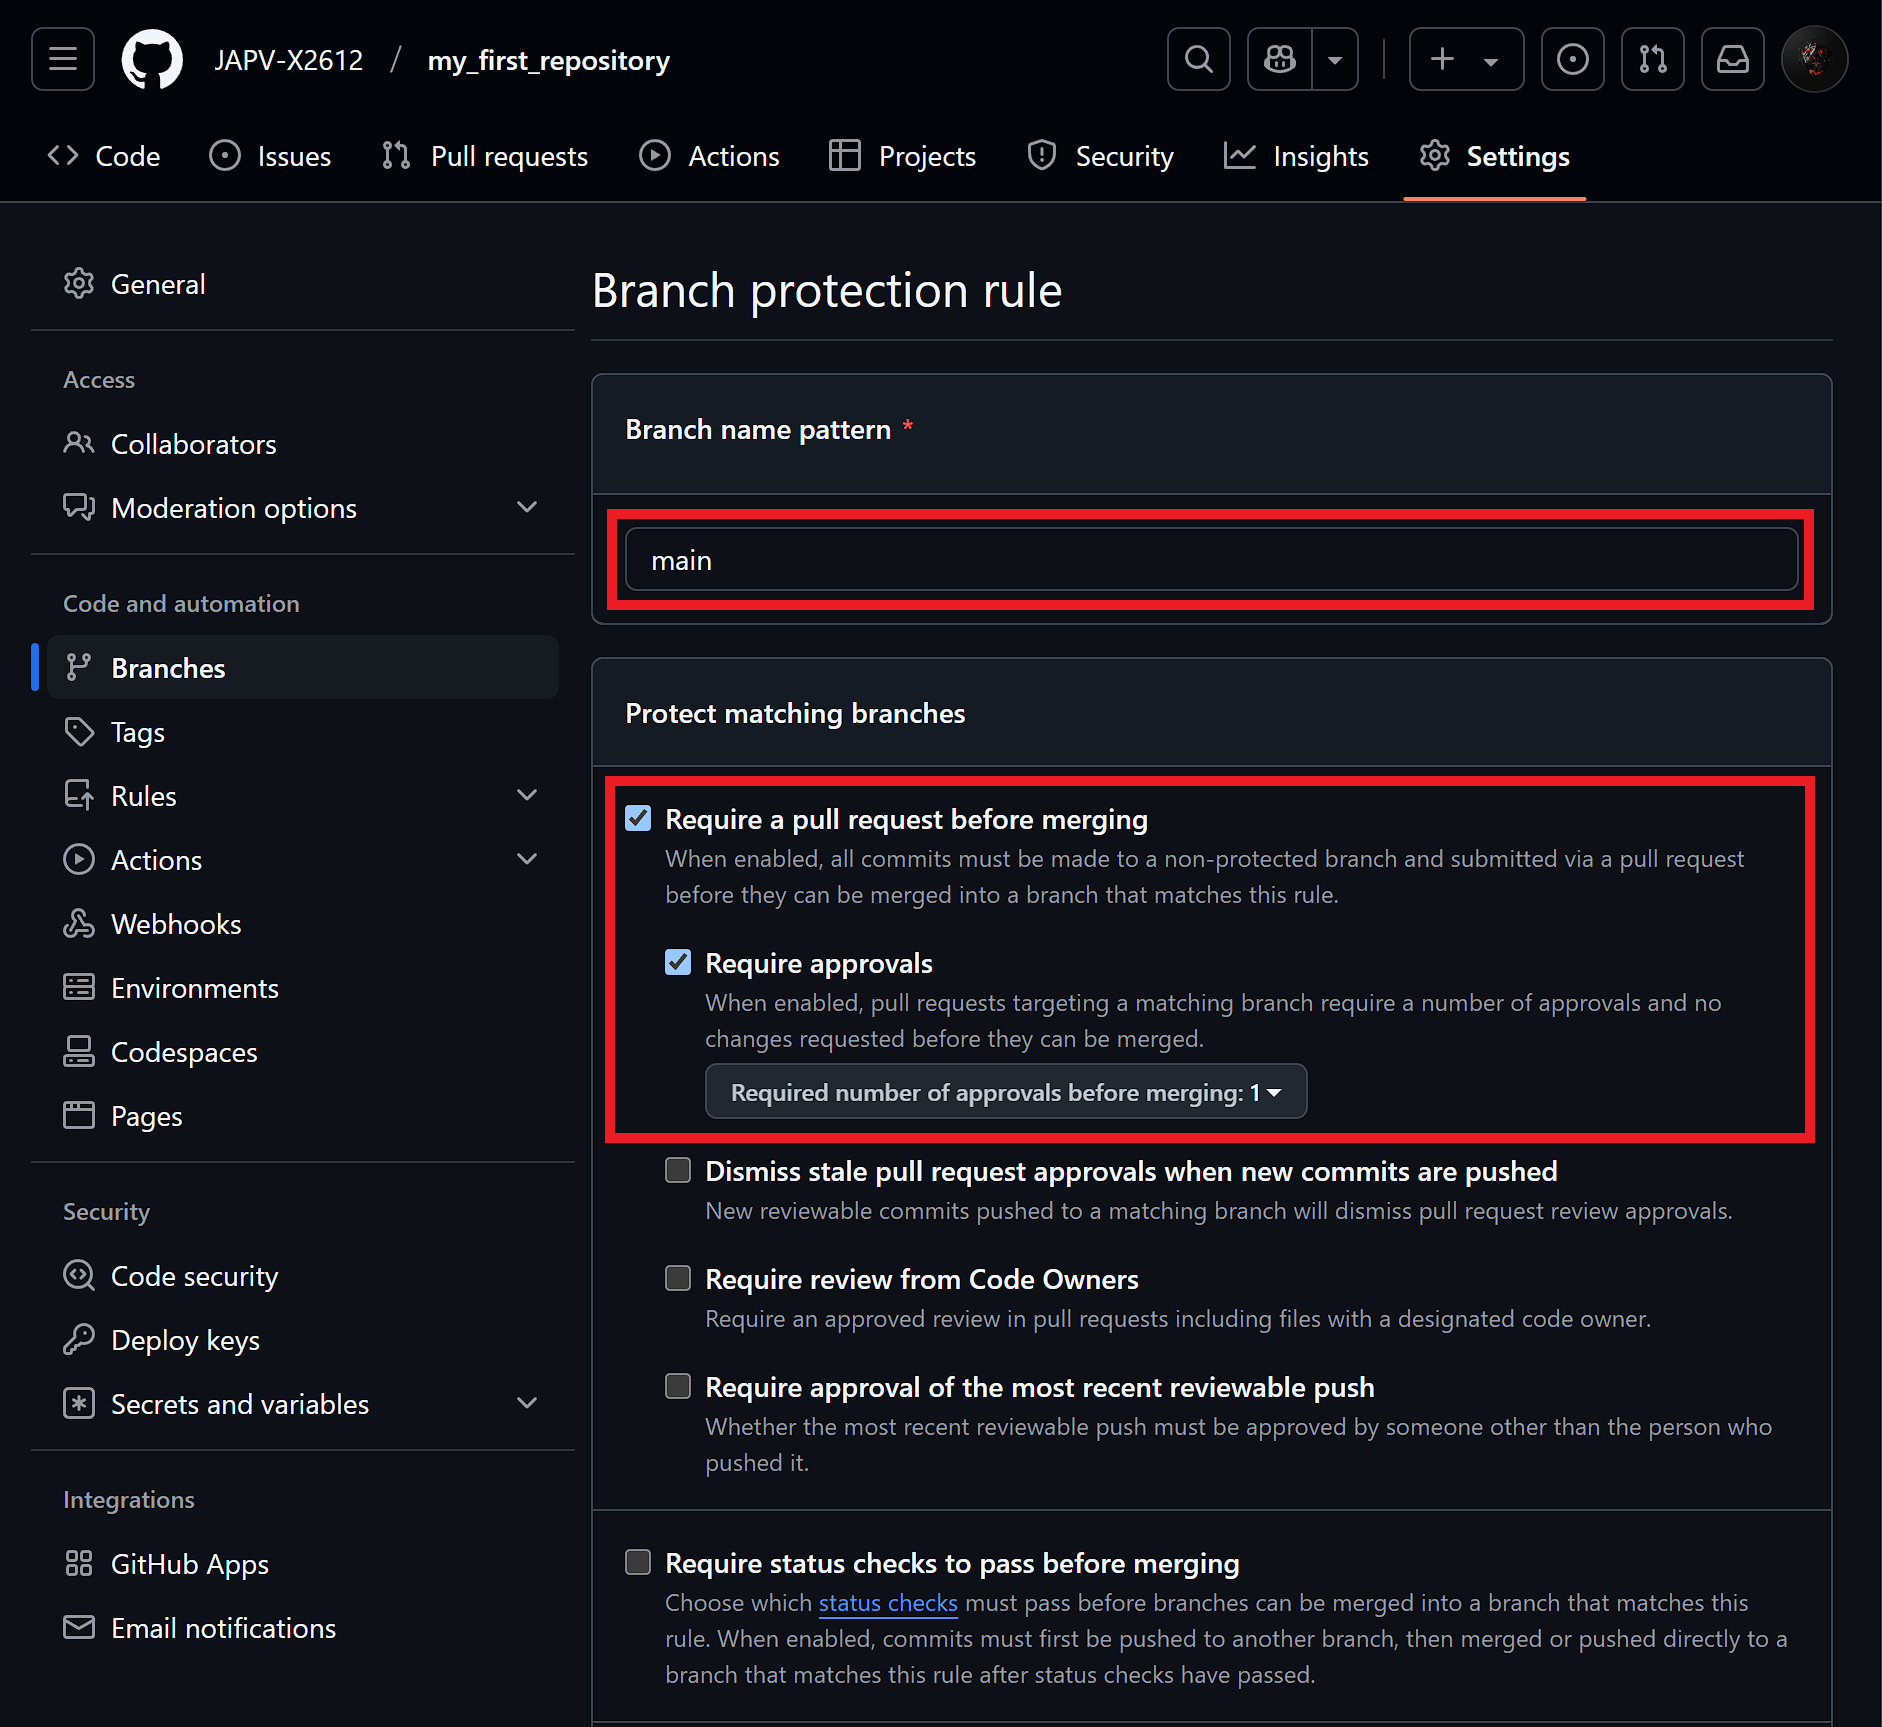 JAPV-X2612 / my_first_repository
Code Issues Pull requests Actions Projects Security Insights Settings
General
Access
Collaborators
Moderation options
Code and automation
Branches
Tags
Rules
Actions
Webhooks
Environments
Codespaces
Pages
Security
Code security
Deploy keys
Secrets and variables
Integrations
GitHub Apps
Email notifications
Branch protection rule
Branch name pattern *
main
Protect matching branches
Require a pull request before merging
When enabled, all commits must be made to a non-protected branch and submitted via a pull request
before they can be merged into a branch that matches this rule.
Require approvals
When enabled, pull requests targeting a matching branch require a number of approvals and no
changes requested before they can be merged.
Required number of approvals before merging: 1
Dismiss stale pull request approvals when new commits are pushed
New reviewable commits pushed to a matching branch will dismiss pull request review approvals.
Require review from Code Owners
Require an approved review in pull requests including files with a designated code owner.
Require approval of the most recent reviewable push
Whether the most recent reviewable push must be approved by someone other than the person who
pushed it.
Require status checks to pass before merging
Choose which status checks must pass before branches can be merged into a branch that matches this
rule. When enabled, commits must first be pushed to another branch, then merged or pushed directly to a
branch that matches this rule after status checks have passed.